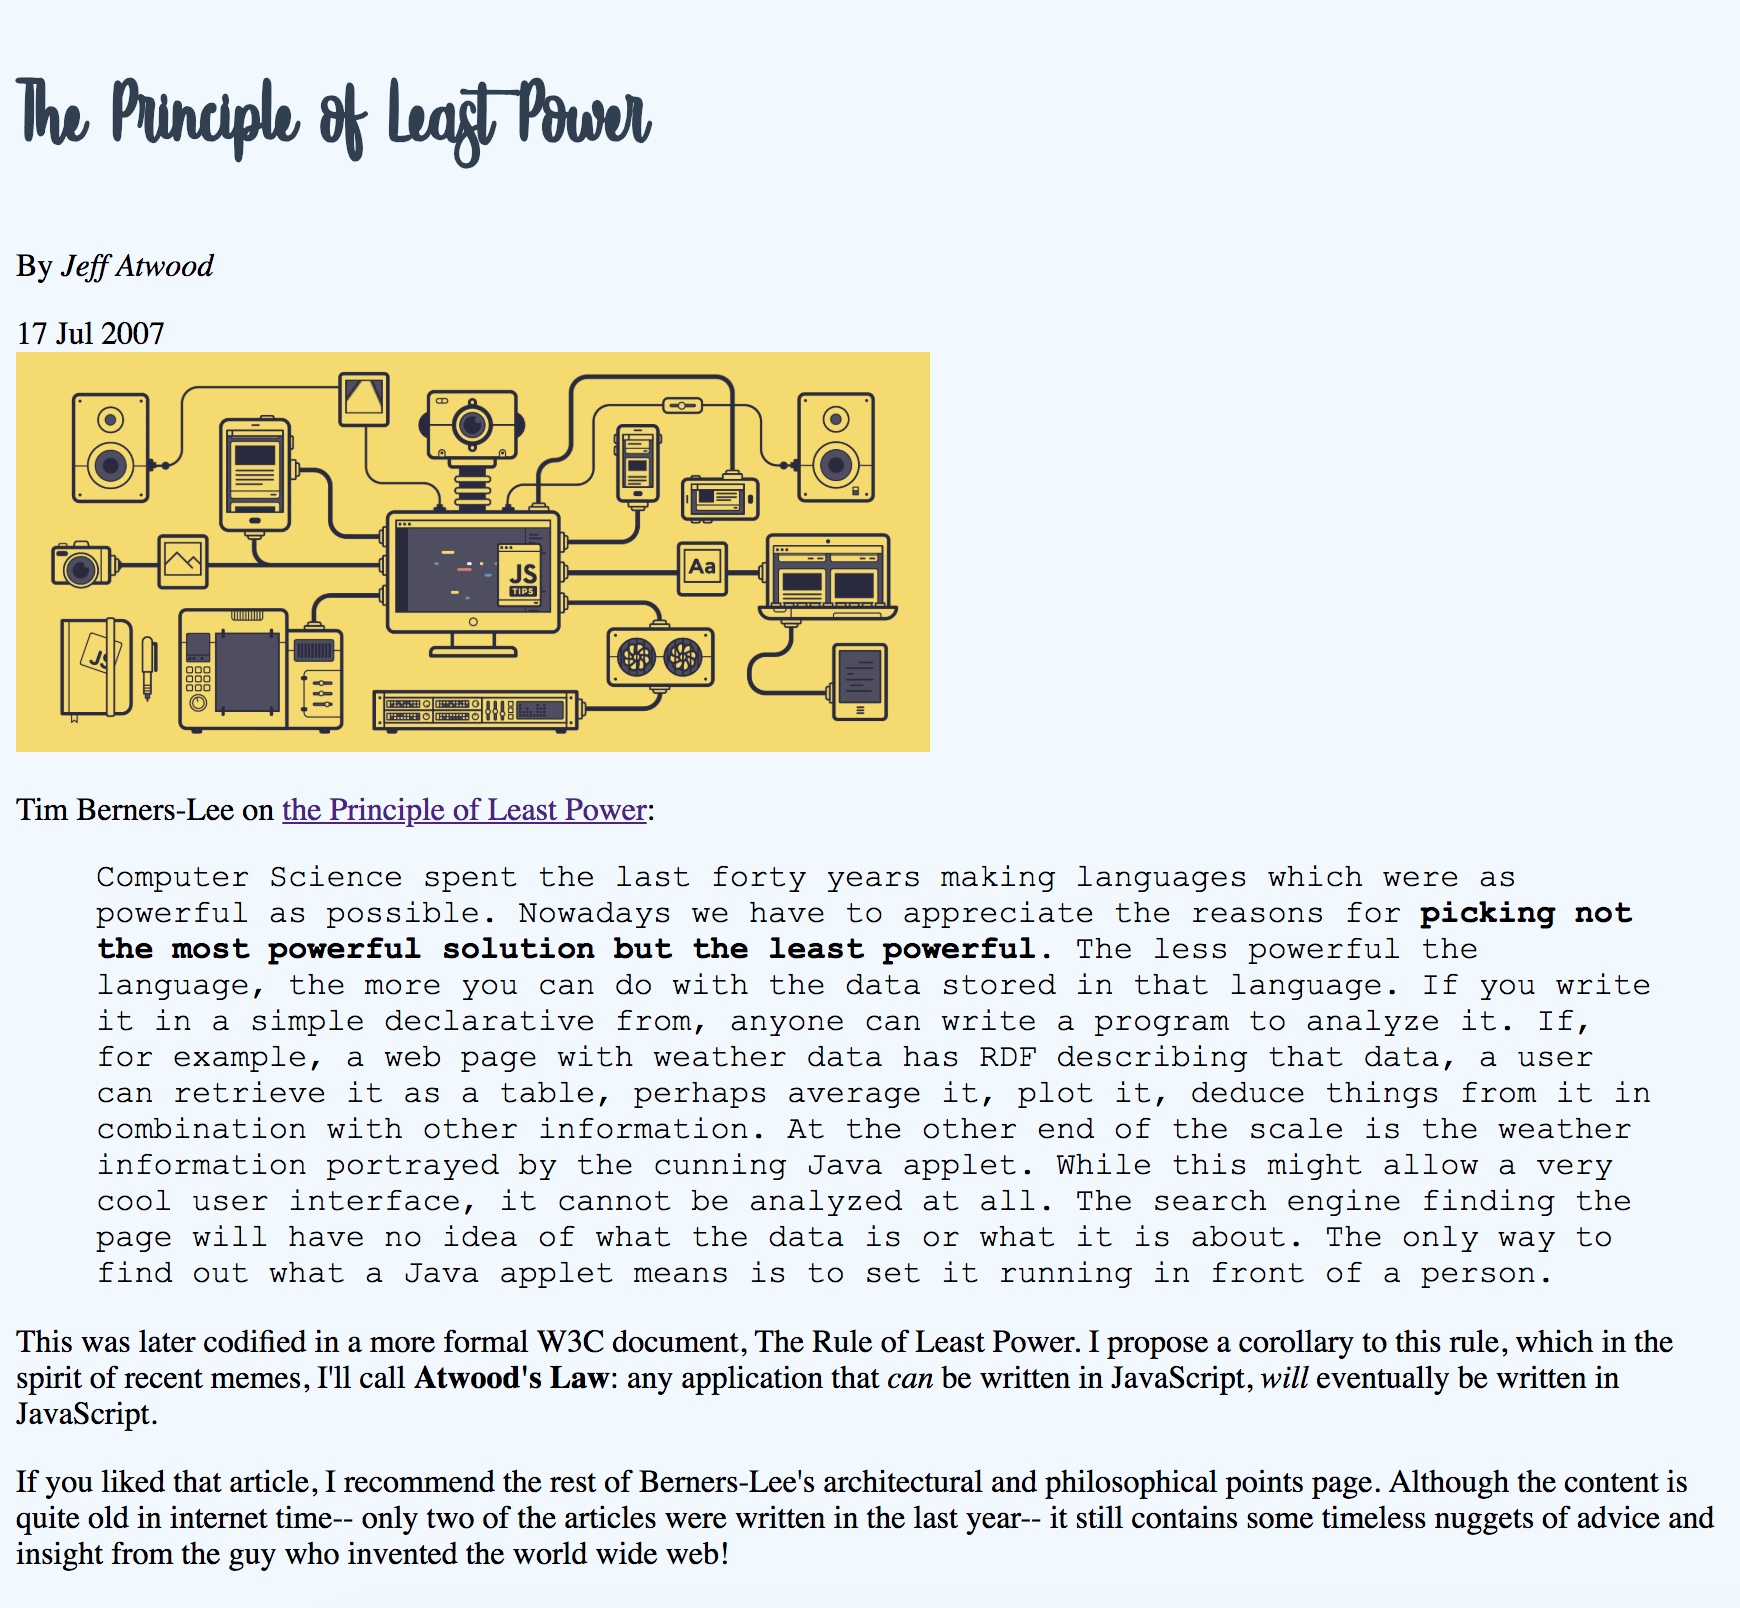 The Principle of Least Power
By Jeff Atwood
17 Jul 2007
JS
TIPS
Aa
JS
Tim Berners-Lee on the Principle of Least Power:
Computer Science spent the last forty years making languages which were as
powerful as possible. Nowadays we have to appreciate the reasons for picking not
the most powerful solution but the least powerful. The less powerful the
language, the more you can do with the data stored in that language. If you write
it in a simple declarative from, anyone can write a program to analyze it. If,
for example, a web page with weather data has RDF describing that data, a user
can retrieve it as a table, perhaps average it, plot it, deduce things from it in
combination with other information. At the other end of the scale is the weather
information portrayed by the cunning Java applet. While this might allow a very
cool user interface, it cannot be analyzed at all. The search engine finding the
page will have no idea of what the data is or what it is about. The only way to
find out what a Java applet means is to set it running in front of a person.
This was later codified in a more formal W3C document, The Rule of Least Power. I propose a corollary to this rule, which in the
spirit of recent memes, I'll call Atwood's Law: any application that can be written in JavaScript, will eventually be written in
JavaScript.
If you liked that article, I recommend the rest of Berners-Lee's architectural and philosophical points page. Although the content is
quite old in internet time-- only two of the articles were written in the last year-- it still contains some timeless nuggets of advice and
insight from the guy who invented the world wide web!